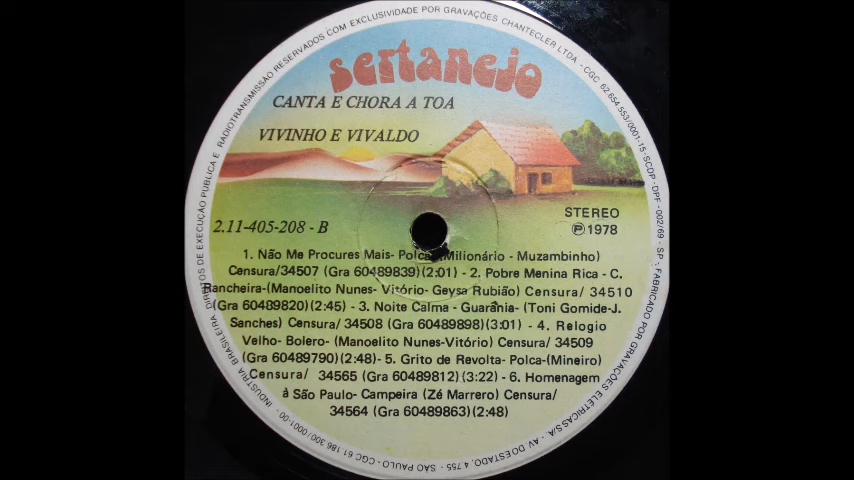 DIREITOS DE EXECUÇÃO PUBLICA E RADIOTRANSMISSÃO RESERVADOS COM EXCLUSIVIDADE POR GRAVAÇÕES CHANTECLER LTDA. - CGC 62.654.553/0001-15 - SCDP - DPF - 002/69 - SP - FABRICADO POR GRAVAÇÕES ELÉTRICAS S/A. - AV. DO ESTADO, 4.755 - SÃO PAULO - CGC 61 186 300/0001-00 - INDUSTRIA BRASILEIRA
sertanejo
CANTA E CHORA A TOA
VIVINHO E VIVALDO
2.11-405-208 - B
STEREO
Ⓟ 1978
1. Não Me Procures Mais- Polca- (Milionário - Muzambinho)
Censura/34507 (Gra 60489839)(2:01) - 2. Pobre Menina Rica - C.
Rancheira-(Manoelito Nunes- Vitório- Geysa Rubião) Censura/ 34510
(Gra 60489820)(2:45) - 3. Noite Calma - Guarânia- (Toni Gomide-J.
Sanches) Censura/ 34508 (Gra 60489898)(3:01) - 4. Relogio
Velho- Bolero- (Manoelito Nunes-Vitório) Censura/ 34509
(Gra 60489790)(2:48)- 5. Grito de Revolta- Polca-(Mineiro)
Censura/ 34565 (Gra 60489812)(3:22) - 6. Homenagem
à São Paulo- Campeira (Zé Marrero) Censura/
34564 (Gra 60489863)(2:48)